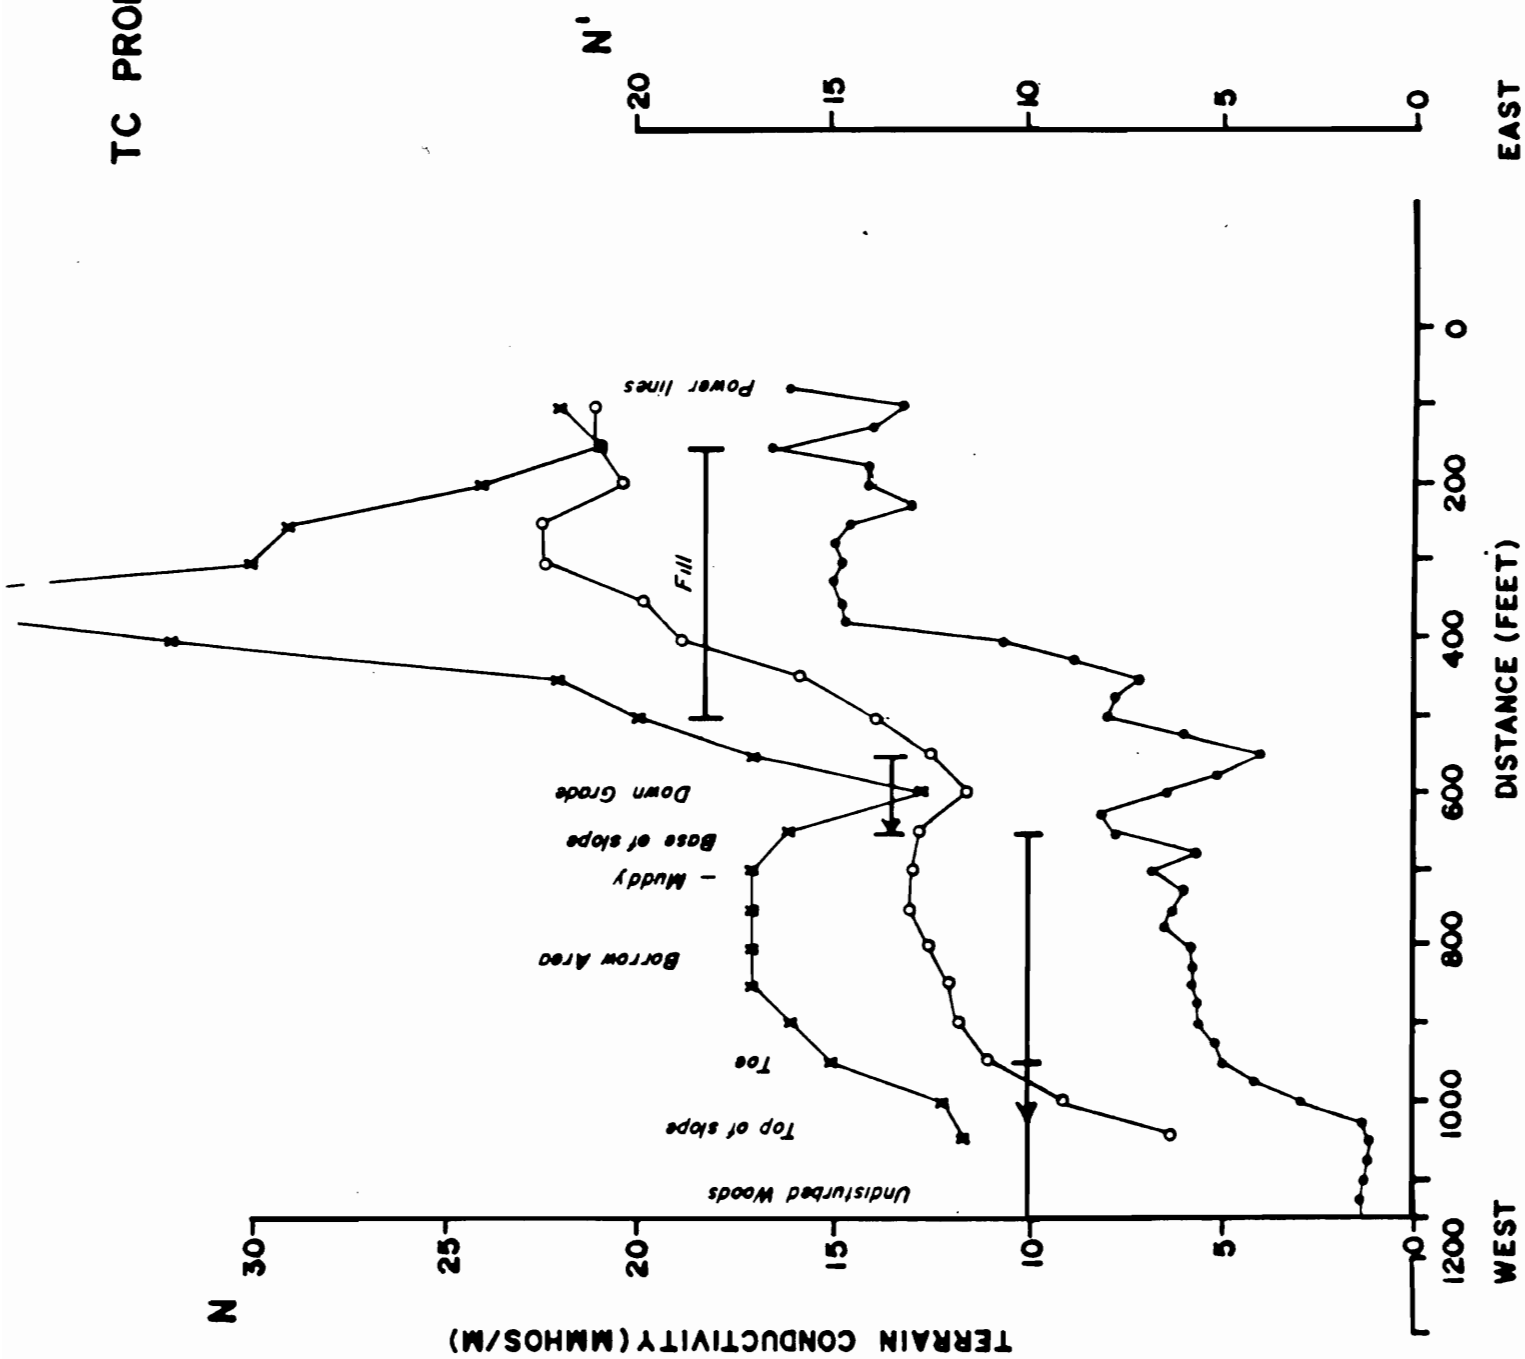 TC PRO
N'
20
15
10
5
0
EAST
0
200
400
600
800
1000
1200
DISTANCE (FEET)
WEST
N
30
25
20
15
10
5
0
TERRAIN CONDUCTIVITY (MMHOS/M)
Power lines
Fill
Down Grade
Base of slope
– Muddy
Borrow Area
Toe
Top of slope
Undisturbed Woods